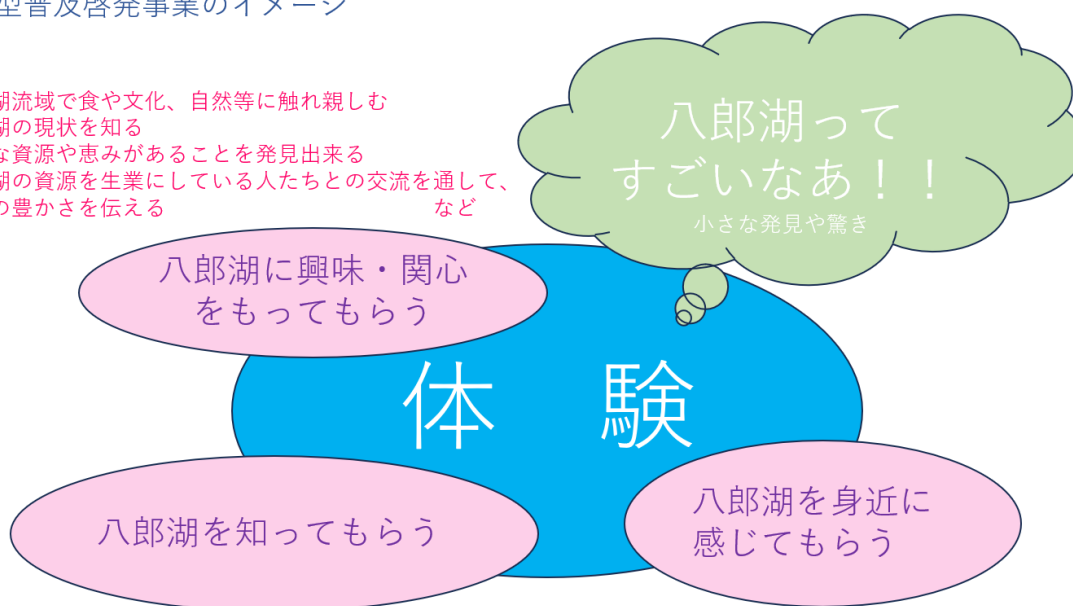 型普及啓発事業のイメージ
湖流域で食や文化、自然等に触れ親しむ
湖の現状を知る
な資源や恵みがあることを発見出来る
湖の資源を生業にしている人たちとの交流を通して、
の豊かさを伝える など
八郎湖って
すごいなあ！！
小さな発見や驚き
八郎湖に興味・関心
をもってもらう
体 験
八郎湖を知ってもらう
八郎湖を身近に
感じてもらう